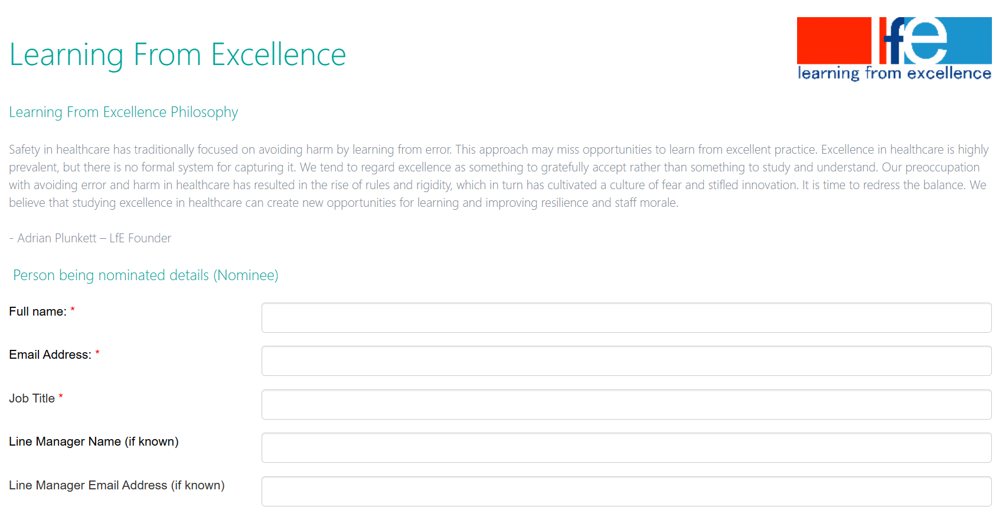 Learning From Excellence
lfe
learning from excellence
Learning From Excellence Philosophy
Safety in healthcare has traditionally focused on avoiding harm by learning from error. This approach may miss opportunities to learn from excellent practice. Excellence in healthcare is highly
prevalent, but there is no formal system for capturing it. We tend to regard excellence as something to gratefully accept rather than something to study and understand. Our preoccupation
with avoiding error and harm in healthcare has resulted in the rise of rules and rigidity, which in turn has cultivated a culture of fear and stifled innovation. It is time to redress the balance. We
believe that studying excellence in healthcare can create new opportunities for learning and improving resilience and staff morale.
- Adrian Plunkett – LfE Founder
Person being nominated details (Nominee)
Full name: *
Email Address: *
Job Title *
Line Manager Name (if known)
Line Manager Email Address (if known)